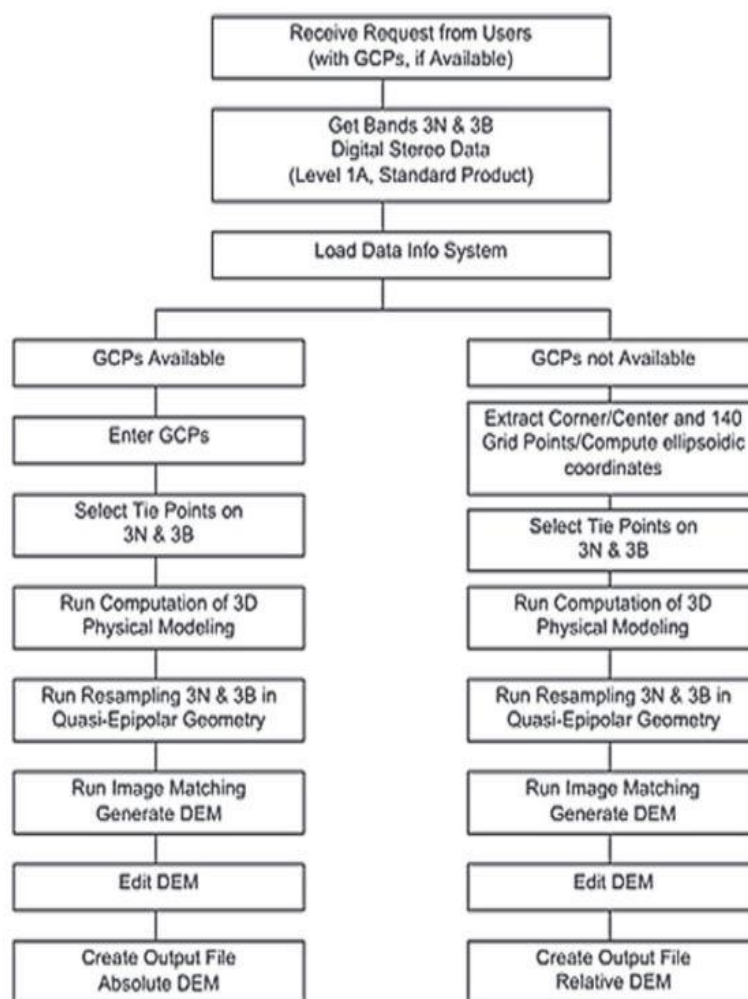 Receive Request from Users
(with GCPs, if Available)
Get Bands 3N & 3B
Digital Stereo Data
(Level 1A, Standard Product)
Load Data Info System
GCPs Available
Enter GCPs
Select Tie Points on
3N & 3B
Run Computation of 3D
Physical Modeling
Run Resampling 3N & 3B in
Quasi-Epipolar Geometry
Run Image Matching
Generate DEM
Edit DEM
Create Output File
Absolute DEM
GCPs not Available
Extract Corner/Center and 140
Grid Points/Compute ellipsoidic
coordinates
Select Tie Points on
3N & 3B
Run Computation of 3D
Physical Modeling
Run Resampling 3N & 3B in
Quasi-Epipolar Geometry
Run Image Matching
Generate DEM
Edit DEM
Create Output File
Relative DEM